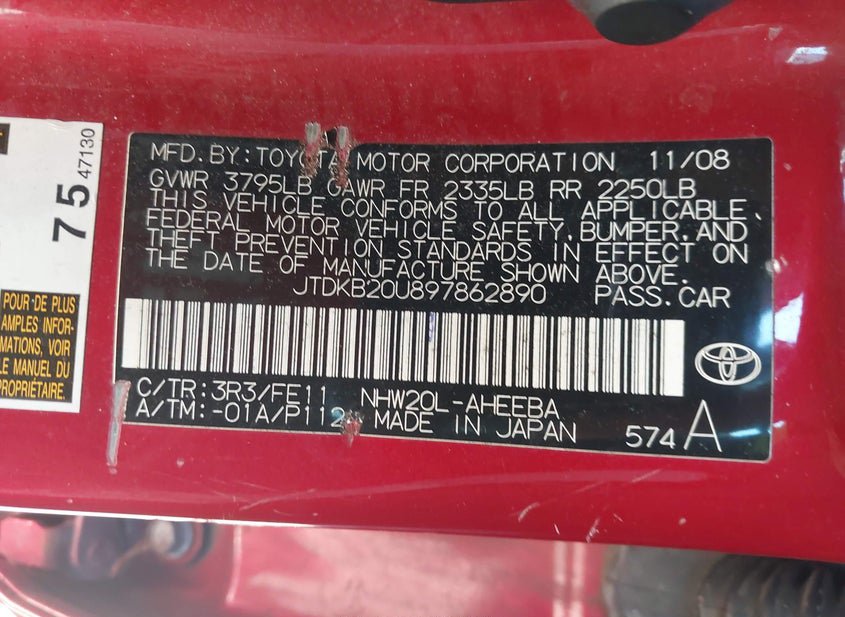 MFD. BY: TOYOTA MOTOR CORPORATION 11/08
GVWR 3795LB GAWR FR 2335LB RR 2250LB
THIS VEHICLE CONFORMS TO ALL APPLICABLE
FEDERAL MOTOR VEHICLE SAFETY, BUMPER, AND
THEFT PREVENTION STANDARDS IN EFFECT ON
THE DATE OF MANUFACTURE SHOWN ABOVE.
JTDKB20U897862890 PASS. CAR
C/TR: 3R3/FE11 NHW20L-AHEEBA
A/TM: -01A/P112 MADE IN JAPAN
574 A
75
47130
POUR DE PLUS
AMPLES INFOR-
MATIONS, VOIR
LE MANUEL DU
PROPRIÉTAIRE.